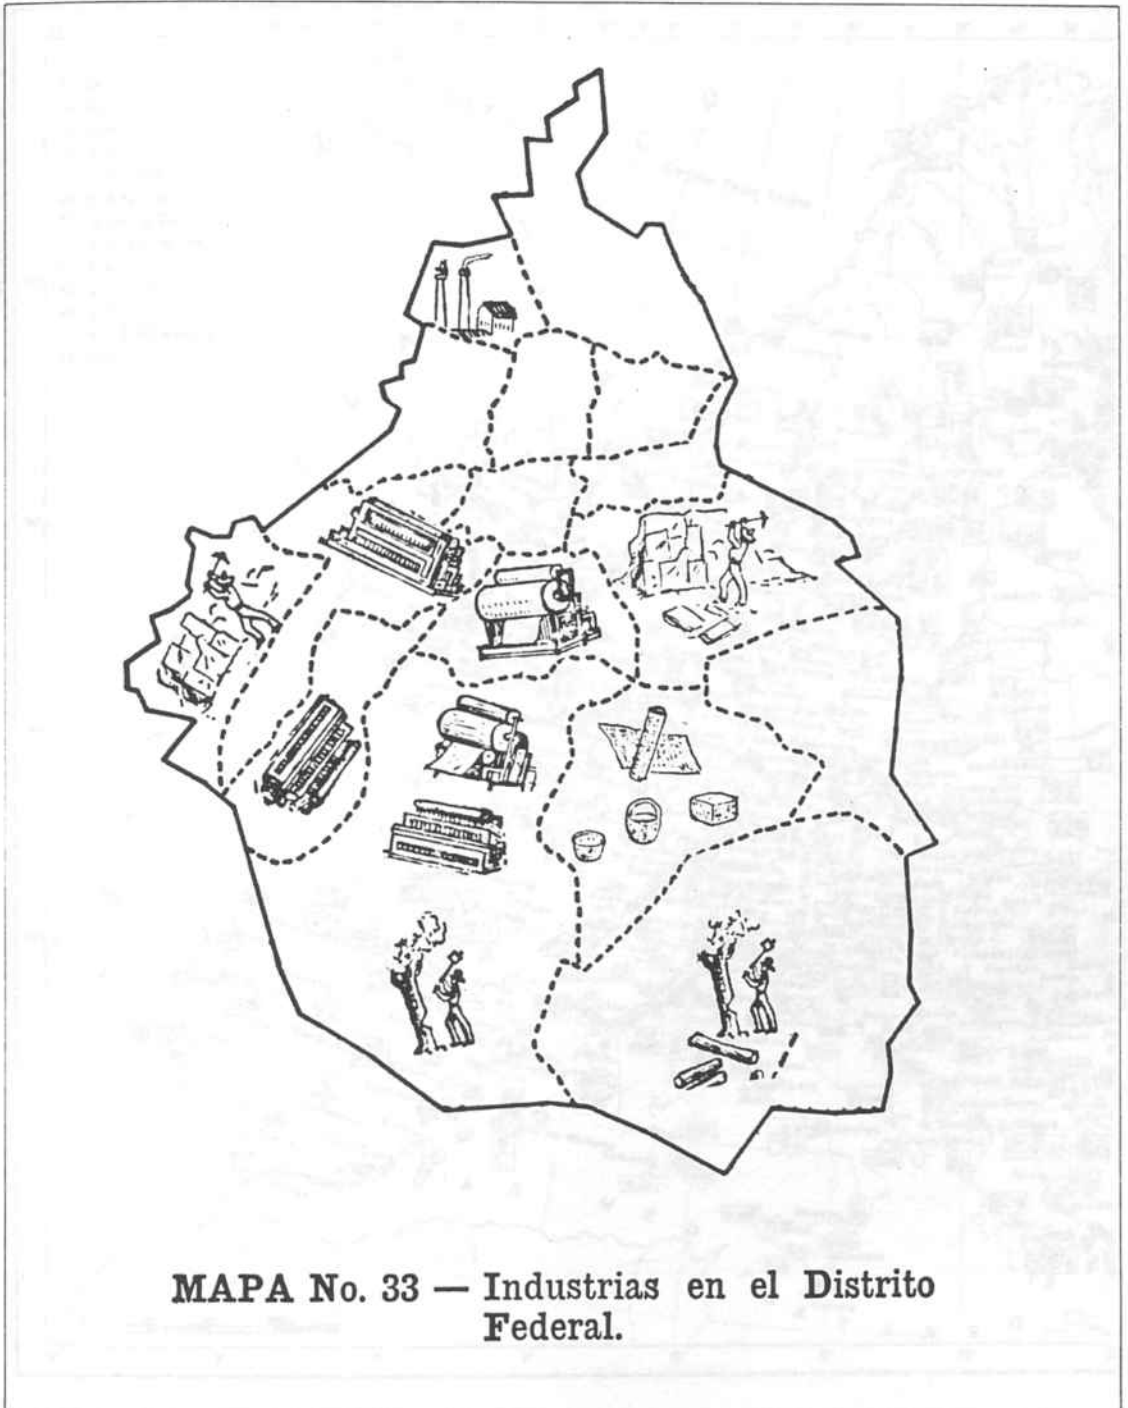 MAPA No. 33 — Industrias en el Distrito
Federal.